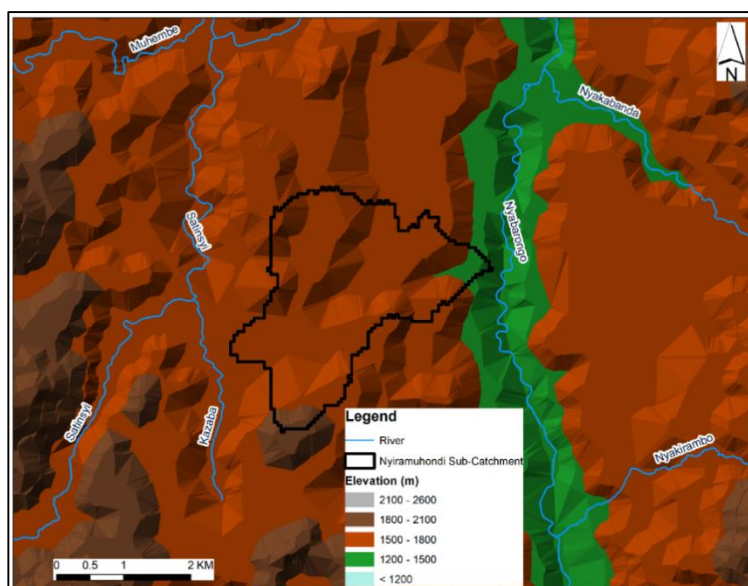 Muhembe
N
Nyakabanda
Satinsyi
Nyabarongo
Satinsyi
Kazaba
Nyakirambo
Legend
River
Nyiramuhondi Sub-Catchment
Elevation (m)
2100 - 2600
1800 - 2100
1500 - 1800
1200 - 1500
< 1200
0 0.5 1 2 KM